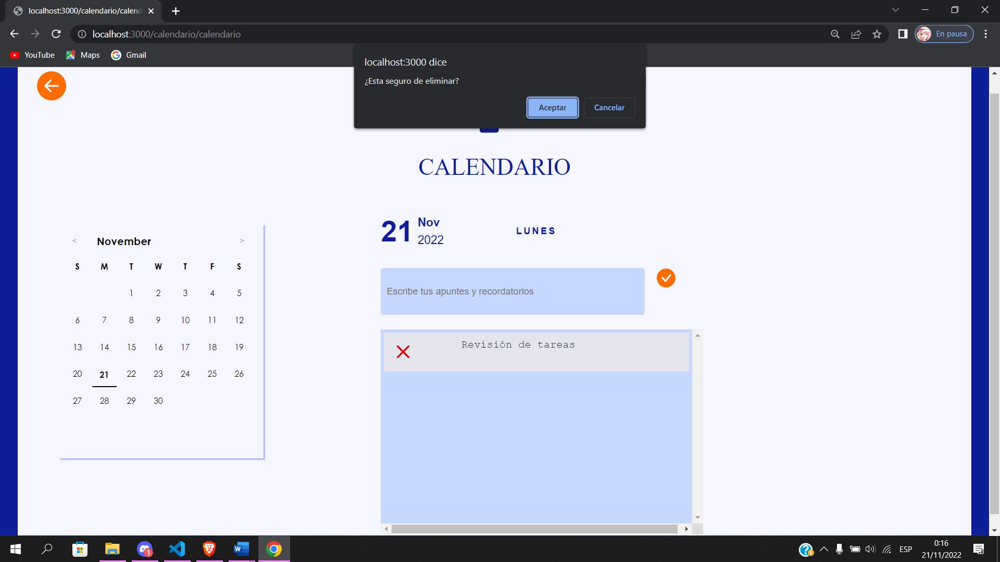 localhost:3000/calendario/calend
localhost:3000/calendario/calendario
En pausa
YouTube
Maps
Gmail
localhost:3000 dice
¿Esta seguro de eliminar?
Aceptar
Cancelar
CALENDARIO
21
Nov
2022
LUNES
< November >
S M T W T F S
1 2 3 4 5
6 7 8 9 10 11 12
13 14 15 16 17 18 19
20 21 22 23 24 25 26
27 28 29 30
Escribe tus apuntes y recordatorios
Revisión de tareas
1
ESP
0:16
21/11/2022